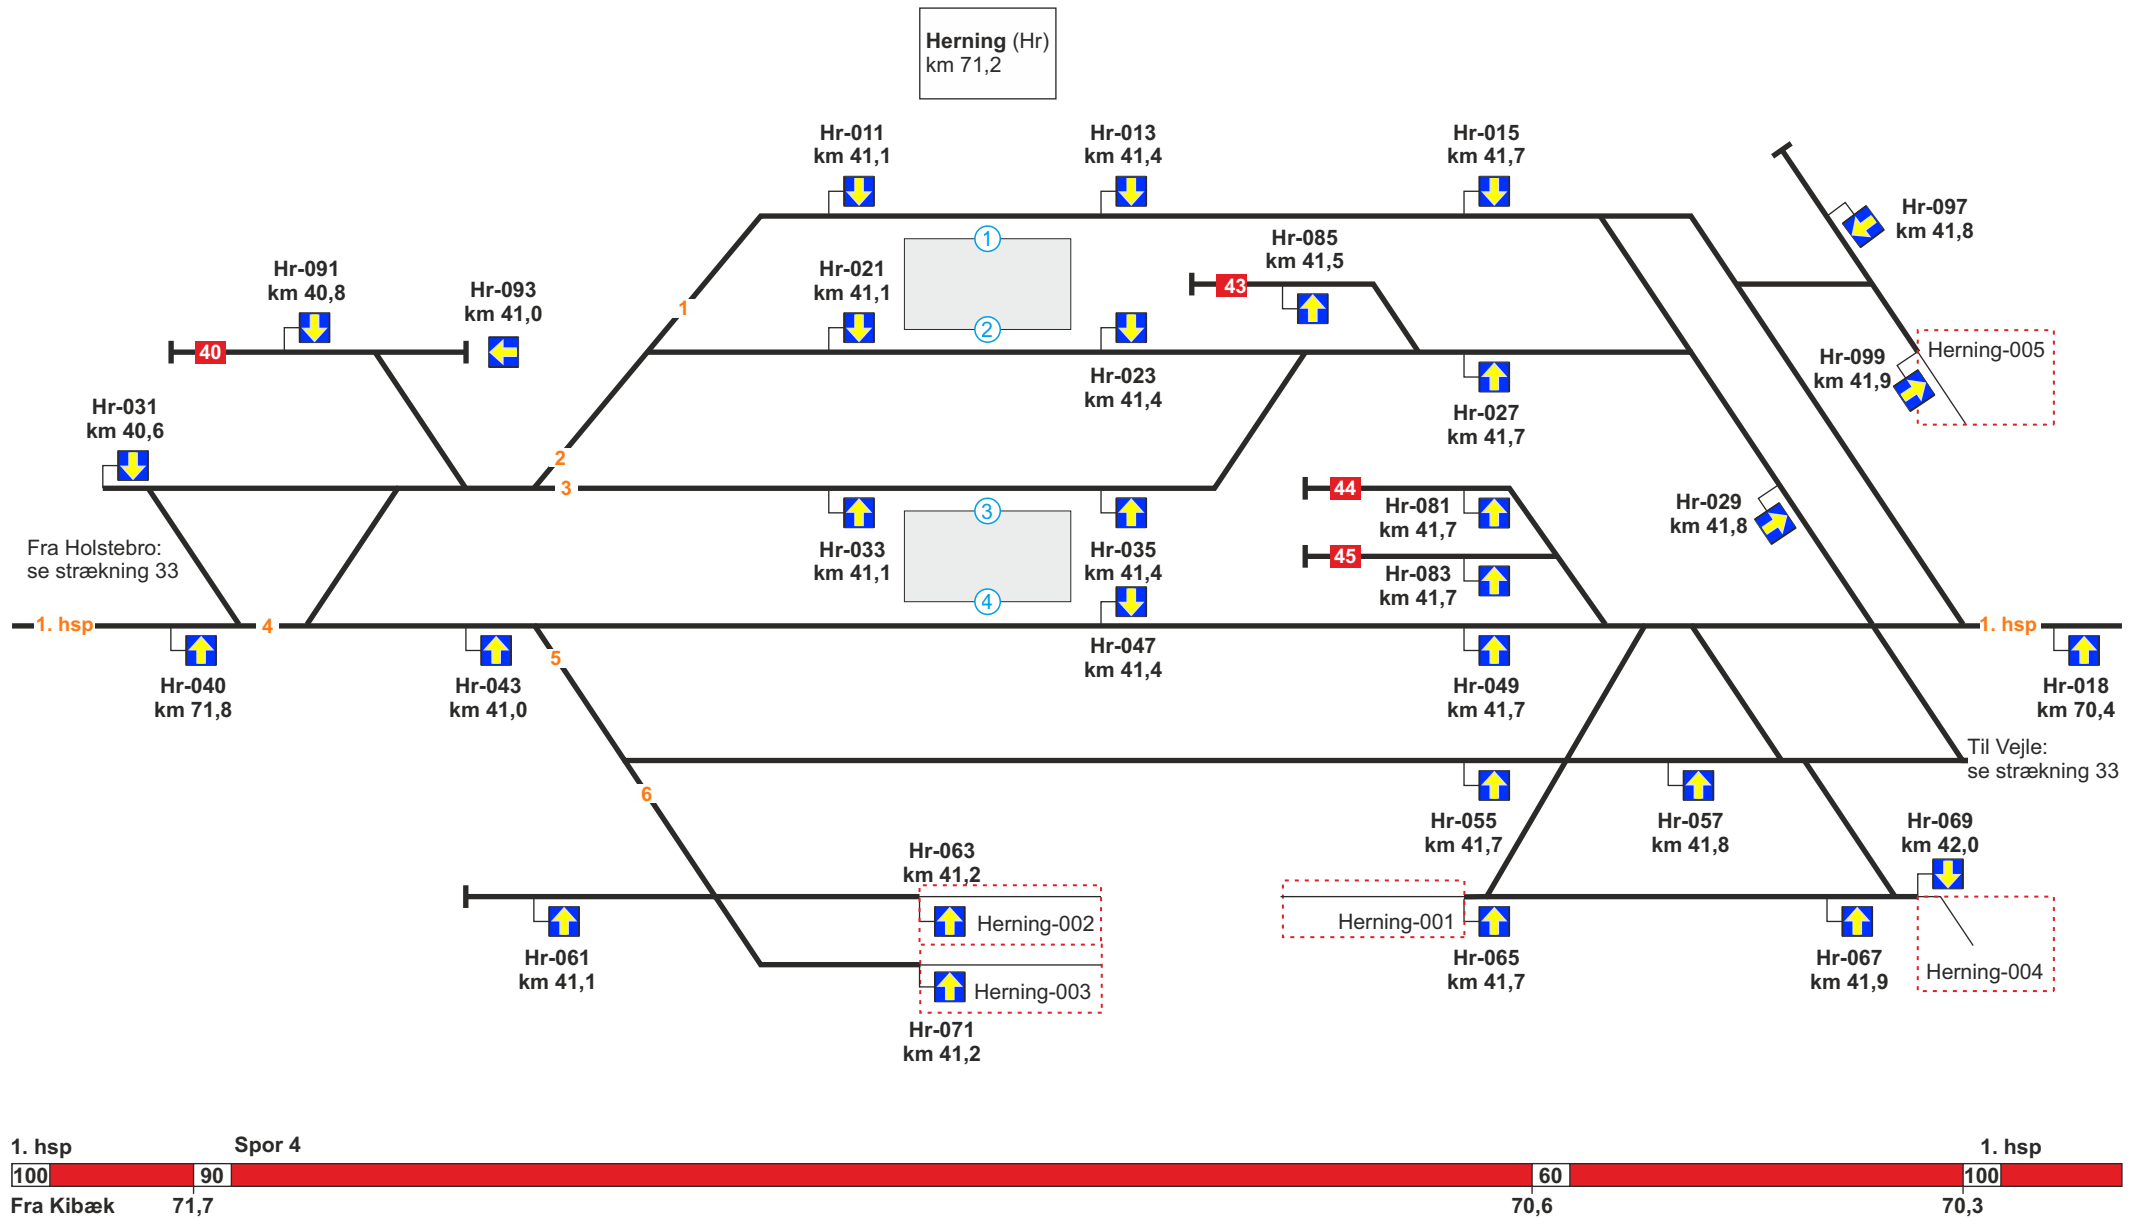 Herning (Hr)
km 71,2
Hr-011
km 41,1
Hr-013
km 41,4
Hr-015
km 41,7
Hr-097
km 41,8
1
Hr-085
km 41,5
Hr-091
km 40,8
Hr-021
km 41,1
43
Hr-093
km 41,0
1
2
40
Herning-005
Hr-099
km 41,9
Hr-023
km 41,4
Hr-027
km 41,7
Hr-031
km 40,6
2
3
44
Hr-029
km 41,8
Hr-081
km 41,7
3
Fra Holstebro:
se strækning 33
Hr-033
km 41,1
Hr-035
km 41,4
45
Hr-083
km 41,7
4
1. hsp
4
1. hsp
Hr-047
km 41,4
5
Hr-040
km 71,8
Hr-043
km 41,0
Hr-049
km 41,7
Hr-018
km 70,4
Til Vejle:
se strækning 33
6
Hr-055
km 41,7
Hr-057
km 41,8
Hr-069
km 42,0
Hr-063
km 41,2
Herning-002
Herning-001
Hr-061
km 41,1
Hr-065
km 41,7
Hr-067
km 41,9
Herning-004
Herning-003
Hr-071
km 41,2
1. hsp
Spor 4
1. hsp
100
90
60
100
Fra Kibæk
71,7
70,6
70,3